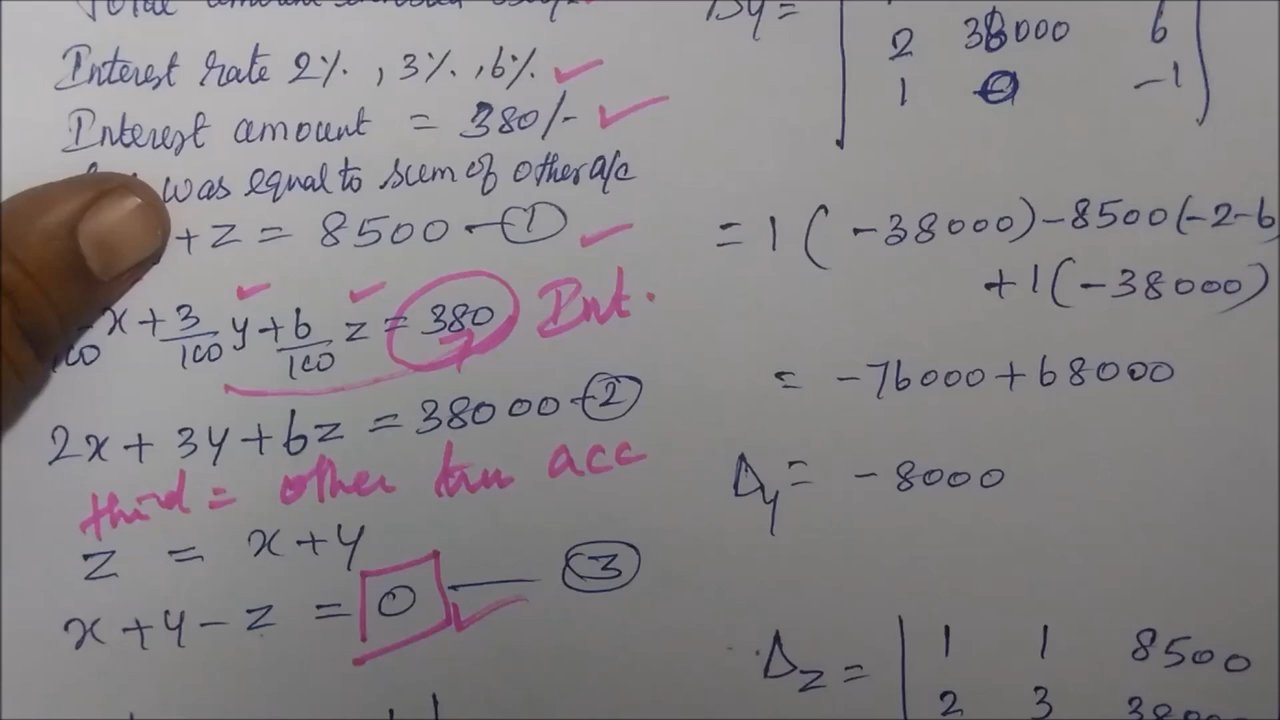 Interest rate 2%, 3%, 6%
Interest amount = 380/-
was equal to sum of other a/c
+ z = 8500 — ①
x + 3/100 y + 6/100 z = 380 Int.
2x + 3y + 6z = 38000 — ②
third = other two acc
z = x + y
x + y - z = 0 — ③
Δy =
2 38000 6
1 0 -1
= 1(-38000) - 8500(-2-6
+ 1(-38000)
= -76000 + 68000
Δy = -8000
Δz = | 1 1 8500
2 3